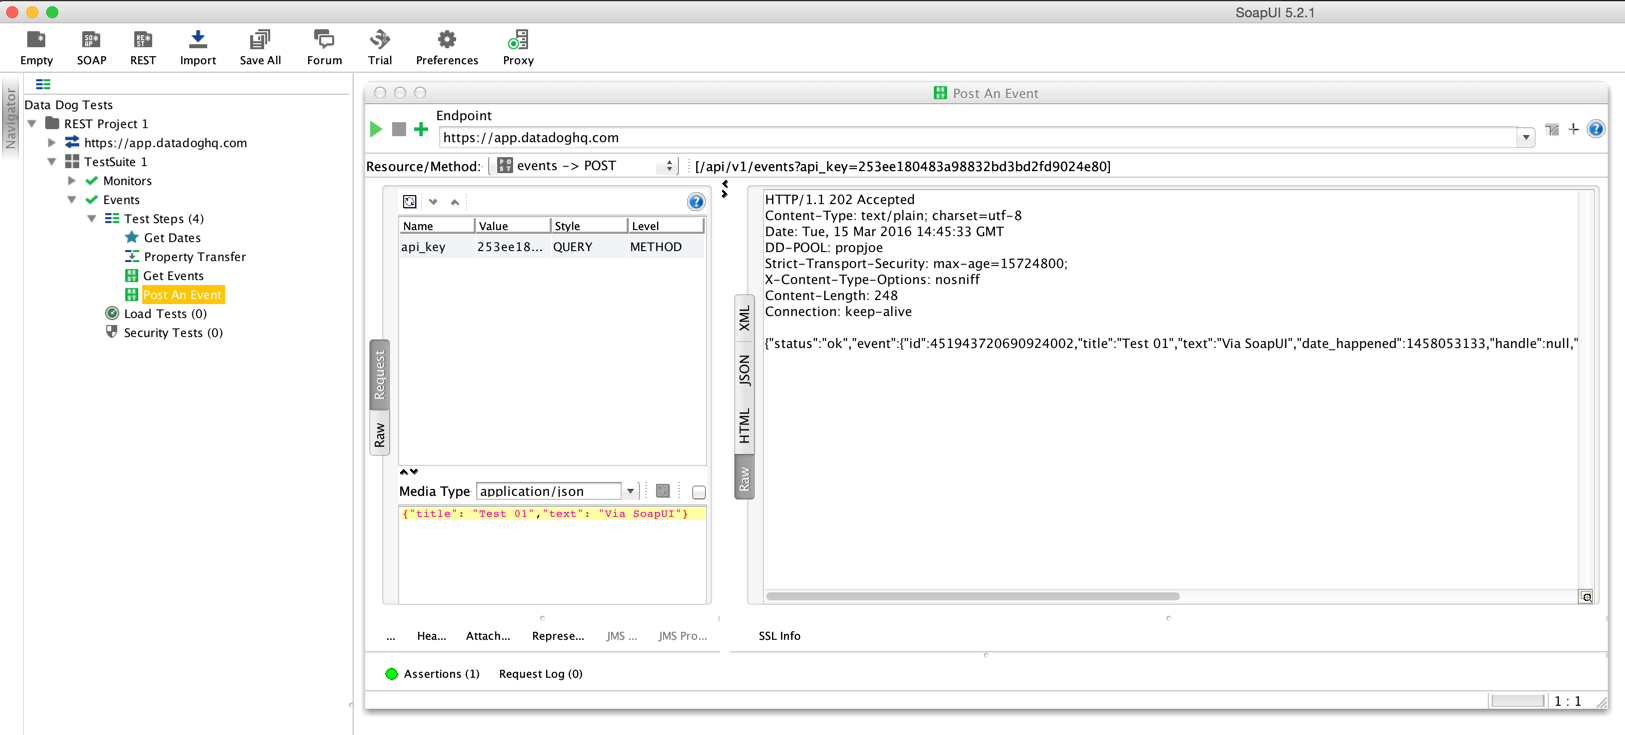 SoapUI 5.2.1
Empty SOAP REST Import Save All Forum Trial Preferences Proxy
Navigator
Data Dog Tests
REST Project 1
https://app.datadoghq.com
TestSuite 1
Monitors
Events
Test Steps (4)
Get Dates
Property Transfer
Get Events
Post An Event
Load Tests (0)
Security Tests (0)
Post An Event
Endpoint
https://app.datadoghq.com
Resource/Method: events -> POST [/api/v1/events?api_key=253ee180483a98832bd3bd2fd9024e80]
Name Value Style Level
api_key 253ee18... QUERY METHOD
Request
Raw
Media Type application/json
{"title": "Test 01","text": "Via SoapUI"}
XML
JSON
HTML
Raw
HTTP/1.1 202 Accepted
Content-Type: text/plain; charset=utf-8
Date: Tue, 15 Mar 2016 14:45:33 GMT
DD-POOL: propjoe
Strict-Transport-Security: max-age=15724800;
X-Content-Type-Options: nosniff
Content-Length: 248
Connection: keep-alive
{"status":"ok","event":{"id":451943720690924002,"title":"Test 01","text":"Via SoapUI","date_happened":1458053133,"handle":null,"
... Hea... Attach... Represe... JMS ... JMS Pro...
SSL Info
Assertions (1) Request Log (0)
1 : 1